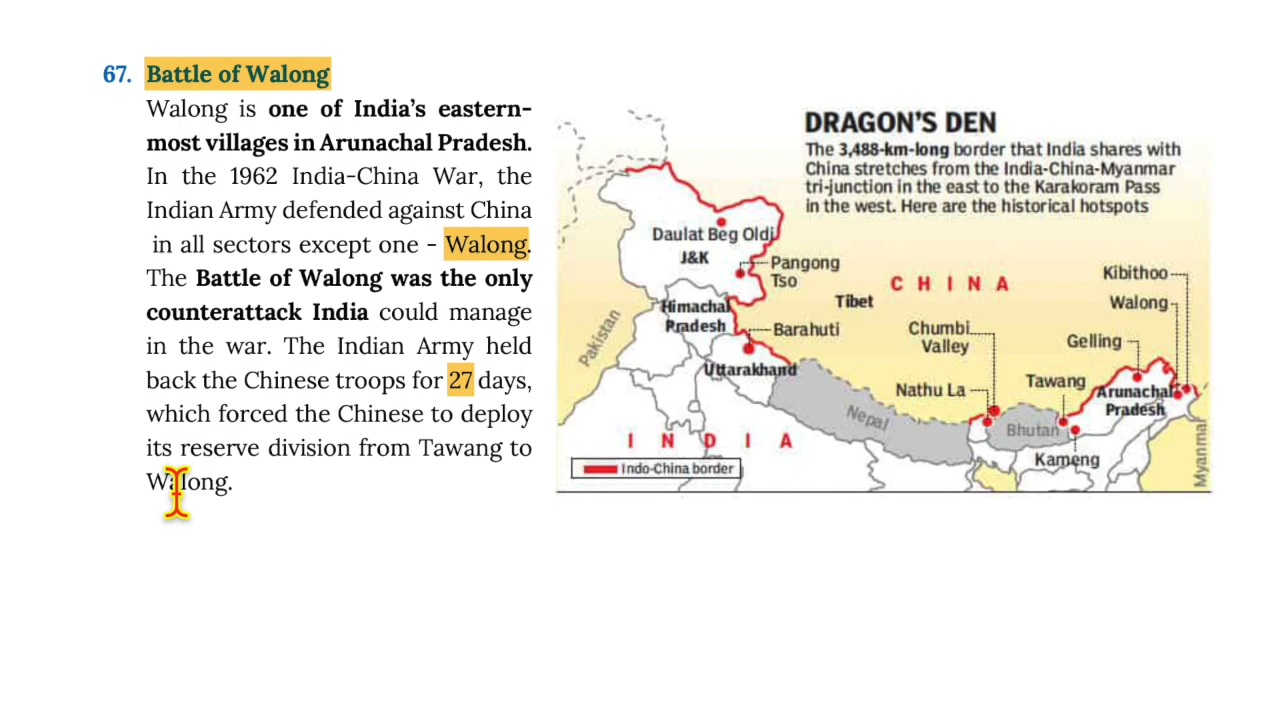 67. Battle of Walong
Walong is one of India's eastern-
most villages in Arunachal Pradesh.
In the 1962 India-China War, the
Indian Army defended against China
in all sectors except one - Walong.
The Battle of Walong was the only
counterattack India could manage
in the war. The Indian Army held
back the Chinese troops for 27 days,
which forced the Chinese to deploy
its reserve division from Tawang to
Walong.
DRAGON'S DEN
The 3,488-km-long border that India shares with
China stretches from the India-China-Myanmar
tri-junction in the east to the Karakoram Pass
in the west. Here are the historical hotspots
Daulat Beg Oldi
J&K
Pangong
Tso
CHINA
Tibet
Kibithoo
Walong
Himachal
Pradesh
Barahuti
Chumbi
Valley
Gelling
Pakistan
Uttarakhand
Nathu La
Tawang
Arunachal
Pradesh
Nepal
Bhutan
INDIA
Kameng
Myanmar
Indo-China border